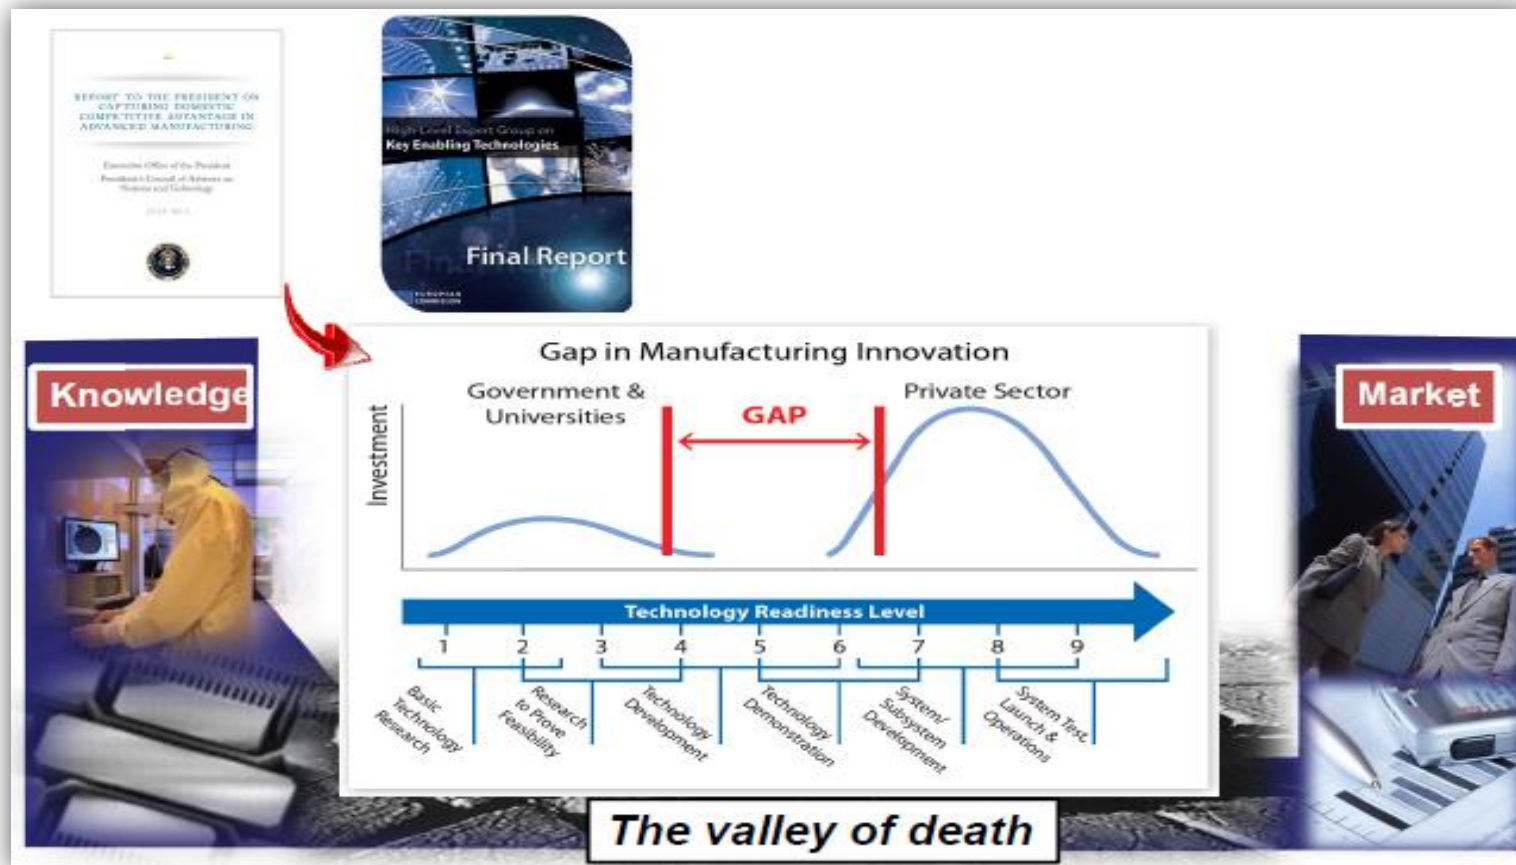 REPORT TO THE PRESIDENT ON
CAPTURING DOMESTIC
COMPETITIVE ADVANTAGE IN
ADVANCED MANUFACTURING
Executive Office of the President
President's Council of Advisors on
Science and Technology
High-Level Expert Group on
Key Enabling Technologies
Final Report
EUROPEAN
COMMISSION
Knowledge
Market
Gap in Manufacturing Innovation
Government &
Universities
Private Sector
GAP
Investment
Technology Readiness Level
1 2 3 4 5 6 7 8 9
Basic
Technology
Research
Research
to Prove
Feasibility
Technology
Development
Technology
Demonstration
System/
Subsystem
Development
System Test,
Launch &
Operations
The valley of death